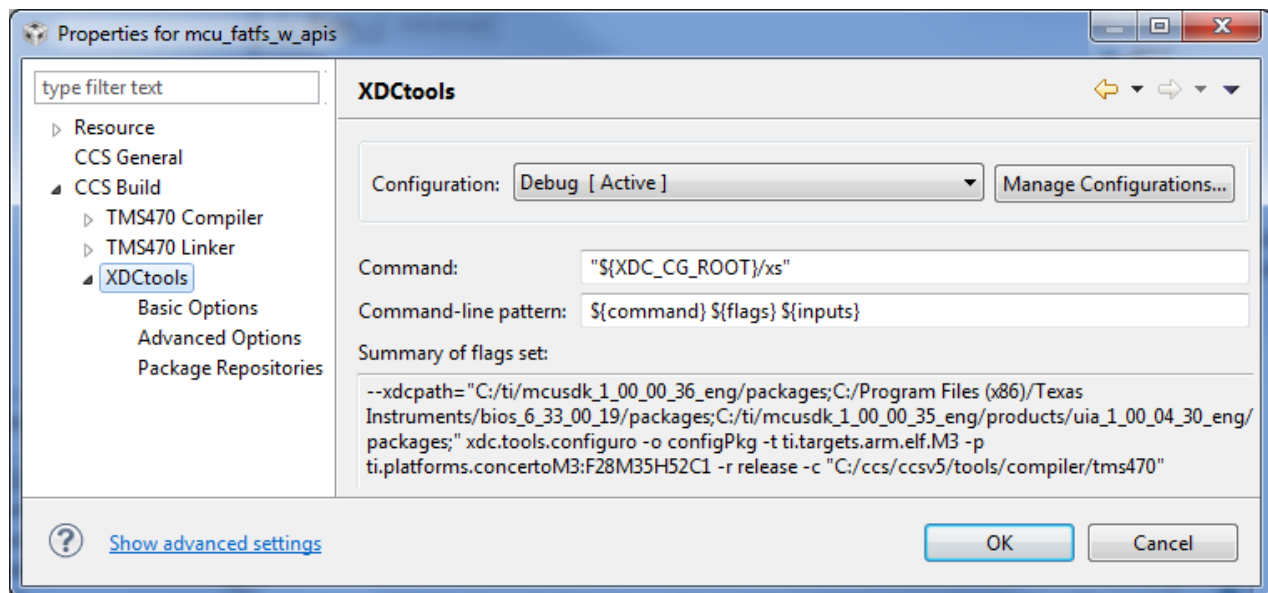 Properties for mcu_fatfs_w_apis
type filter text
Resource
CCS General
CCS Build
TMS470 Compiler
TMS470 Linker
XDCtools
Basic Options
Advanced Options
Package Repositories
XDCtools
Configuration: Debug [ Active ] Manage Configurations...
Command: "${XDC_CG_ROOT}/xs"
Command-line pattern: ${command} ${flags} ${inputs}
Summary of flags set:
--xdcpath="C:/ti/mcusdk_1_00_00_36_eng/packages;C:/Program Files (x86)/Texas
Instruments/bios_6_33_00_19/packages;C:/ti/mcusdk_1_00_00_35_eng/products/uia_1_00_04_30_eng/
packages;" xdc.tools.configuro -o configPkg -t ti.targets.arm.elf.M3 -p
ti.platforms.concertoM3:F28M35H52C1 -r release -c "C:/ccs/ccsv5/tools/compiler/tms470"
? Show advanced settings
OK Cancel